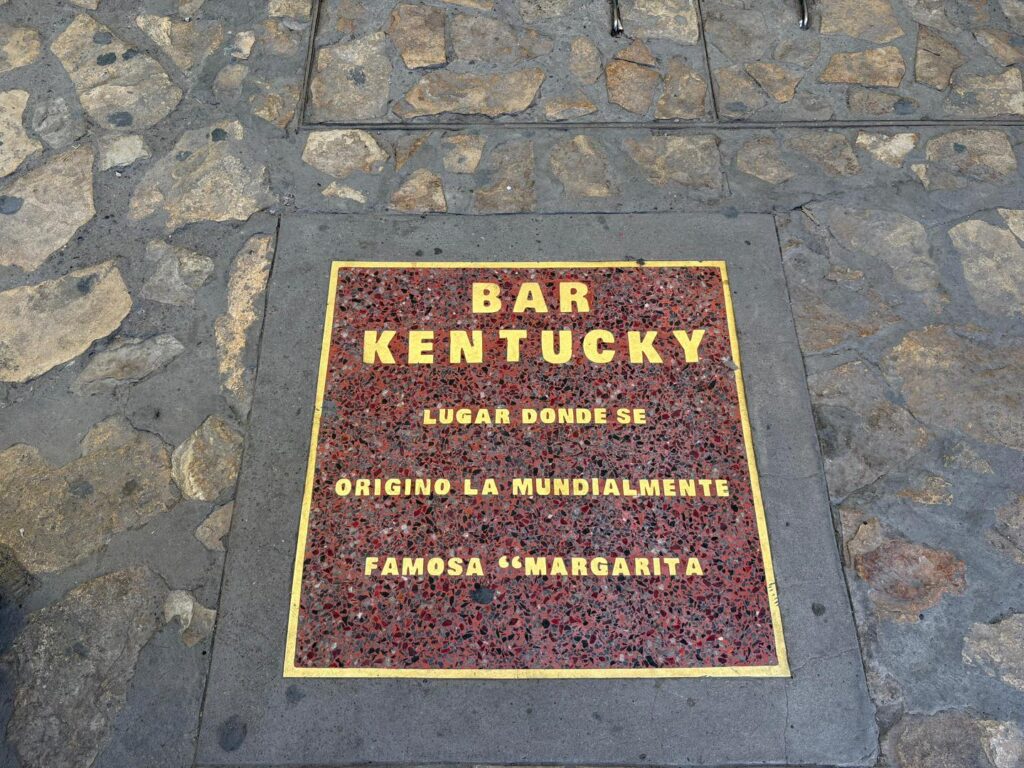 BAR
KENTUCKY
LUGAR DONDE SE
ORIGINO LA MUNDIALMENTE
FAMOSA “MARGARITA